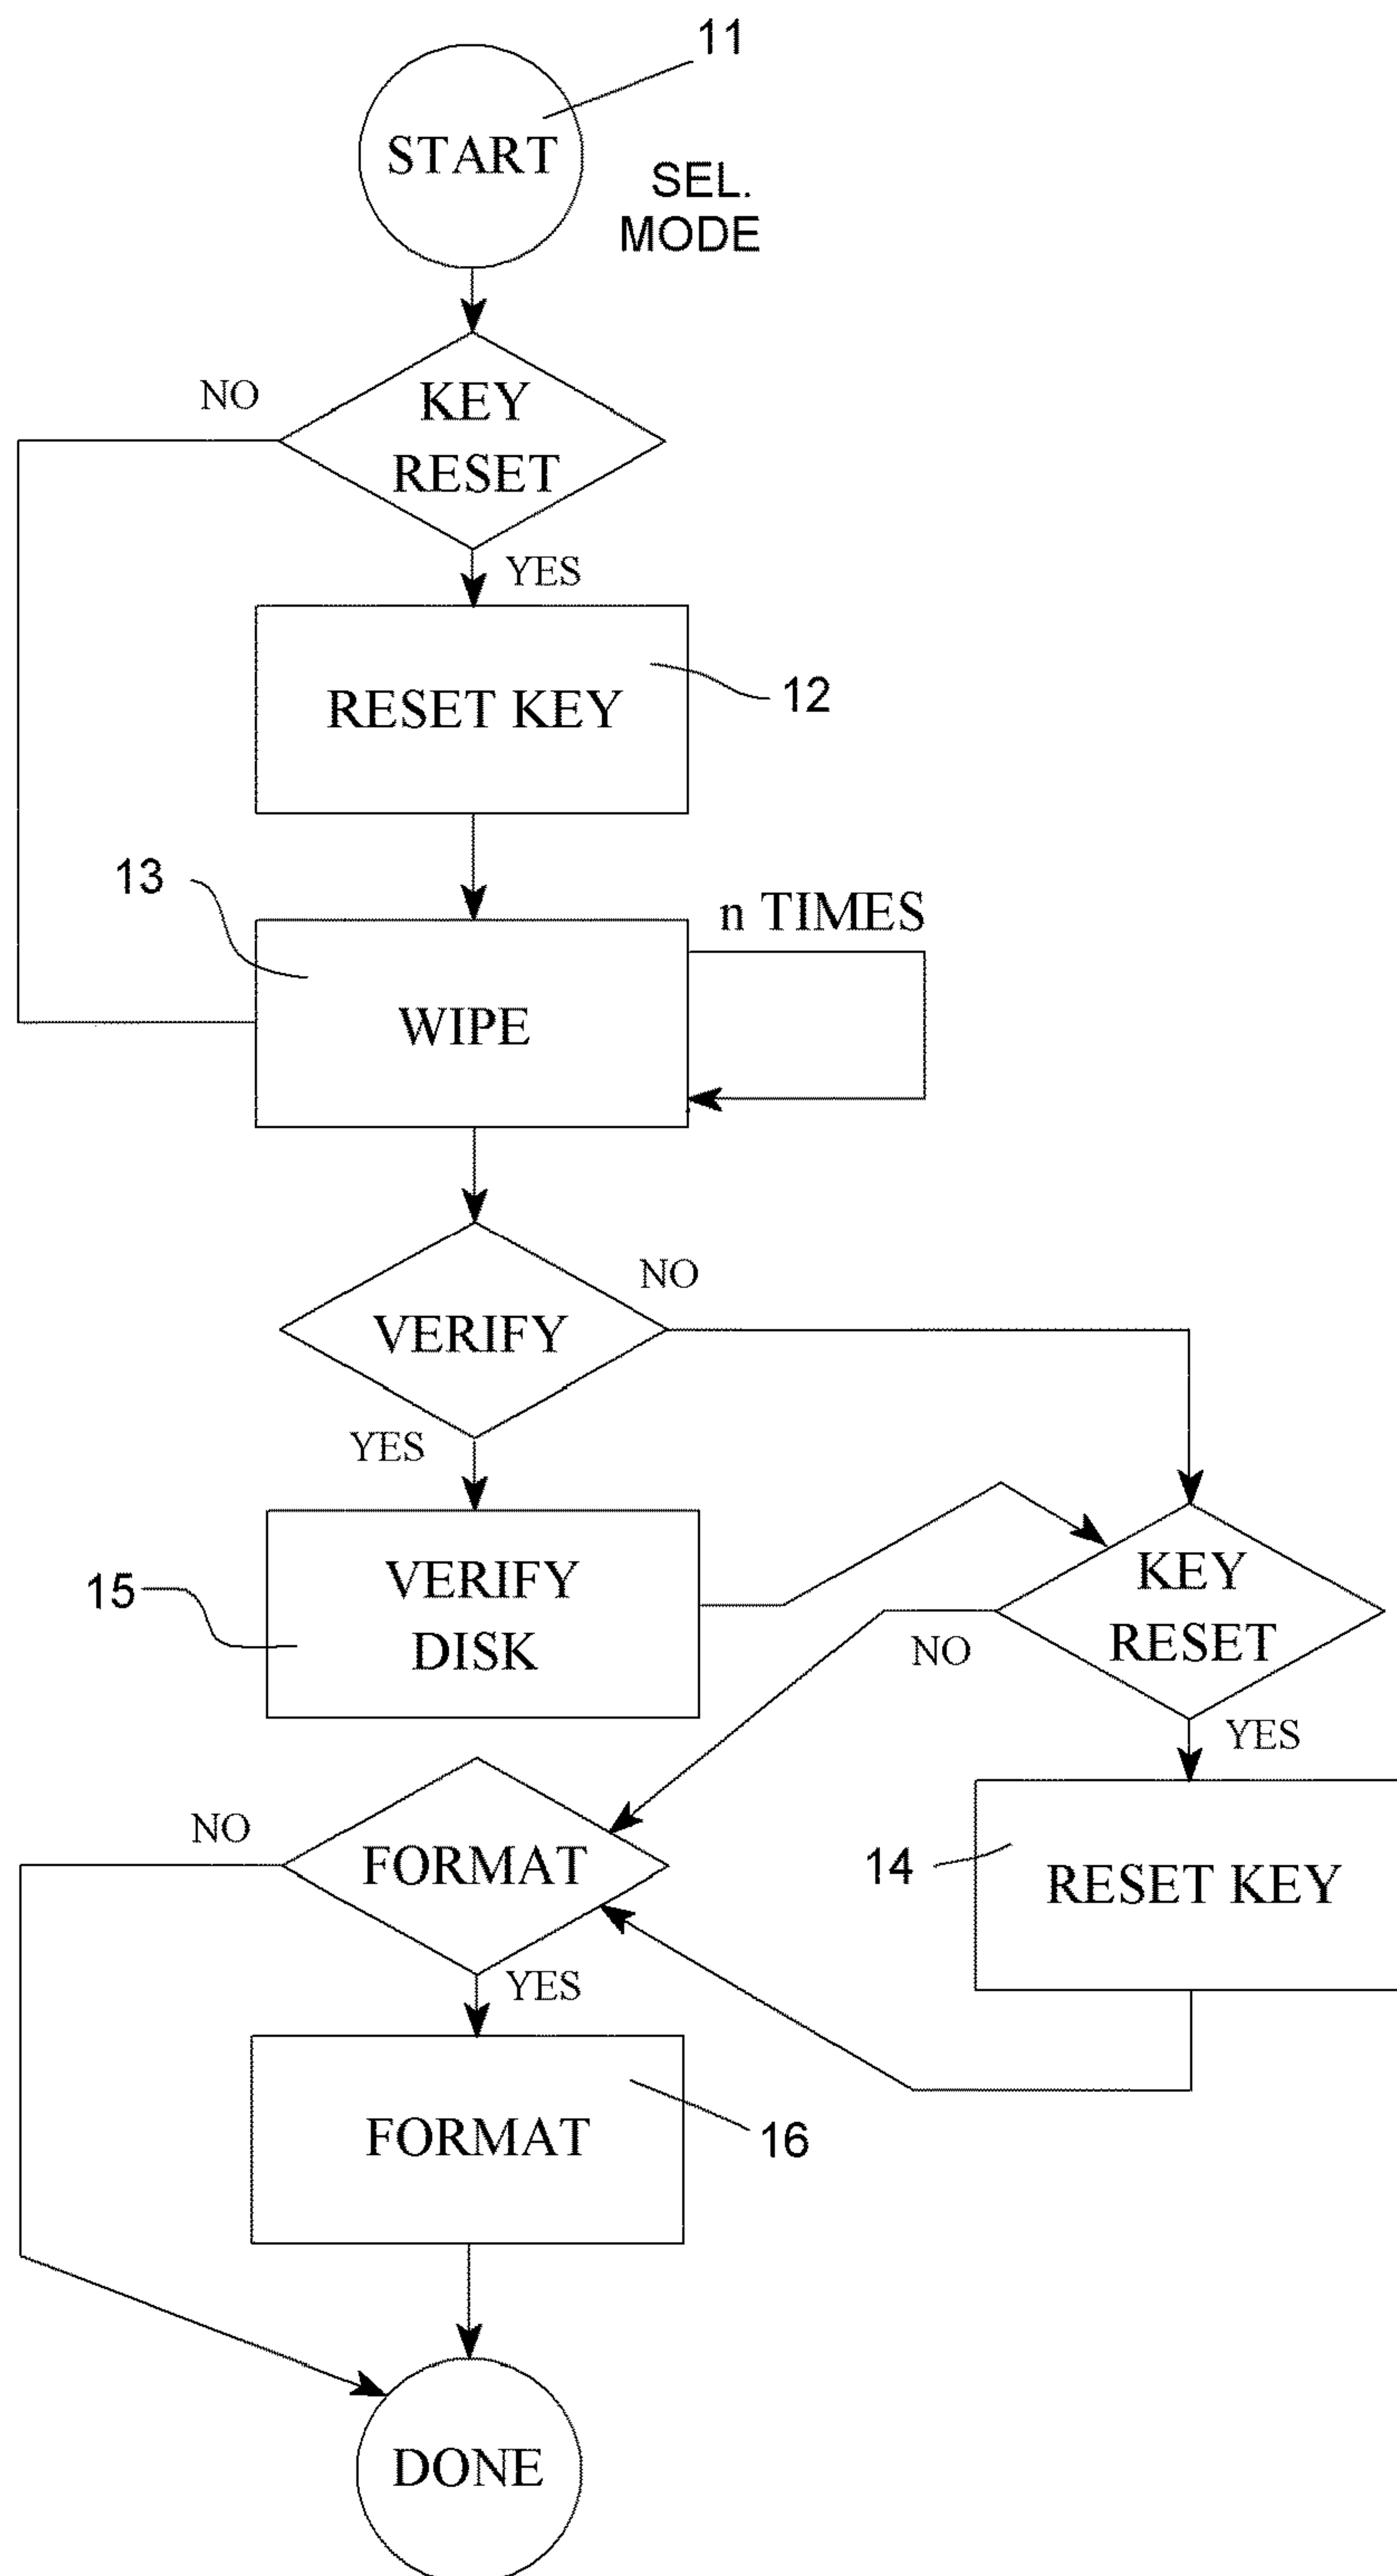 11
START
SEL.
MODE
NO
KEY
RESET
YES
RESET KEY
12
13
n TIMES
WIPE
NO
VERIFY
YES
VERIFY
DISK
15
KEY
RESET
NO
YES
NO
FORMAT
14
RESET KEY
YES
FORMAT
16
DONE